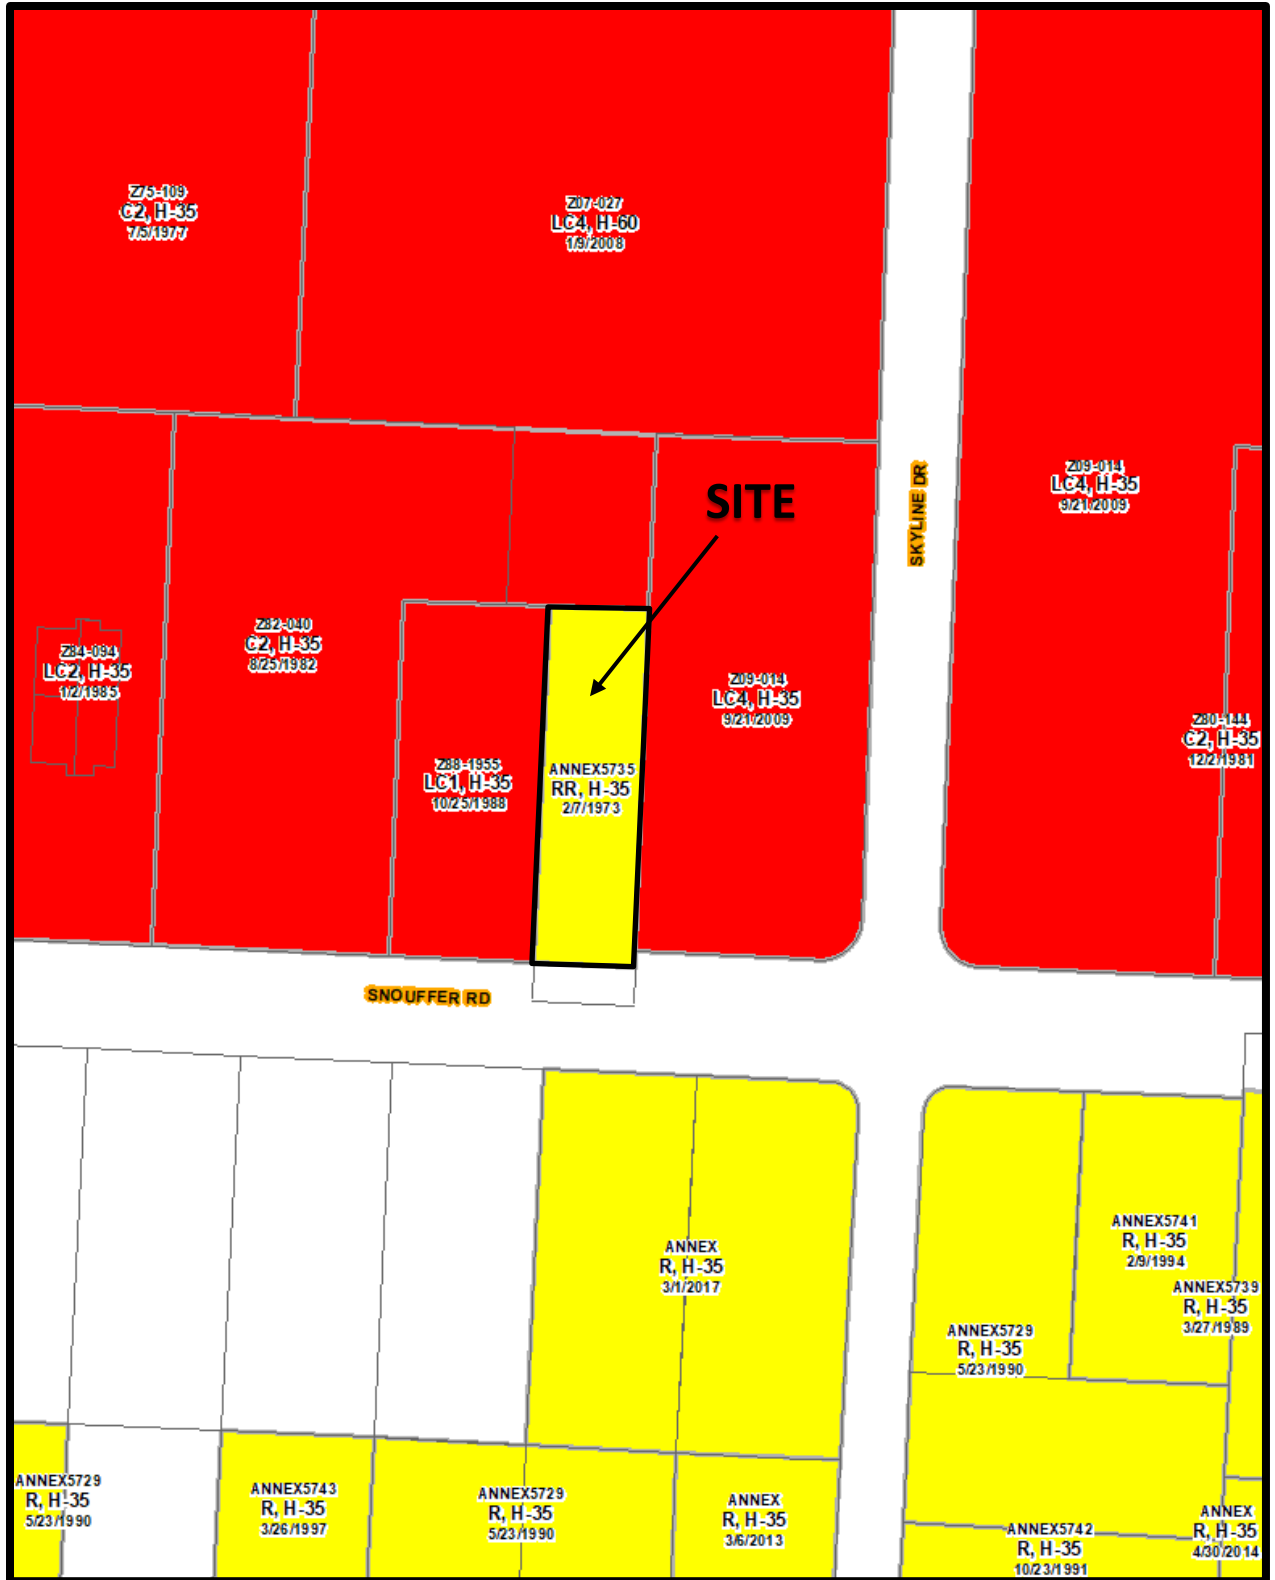 Z75-109
C2, H-35
7/5/1977
Z07-027
LC4, H-60
1/9/2008
SITE
SKYLINE DR
Z09-014
LC4, H-35
9/21/2009
Z84-094
LC2, H-35
1/2/1985
Z82-040
C2, H-35
8/25/1982
Z88-1955
LC1, H-35
10/25/1988
ANNEX5735
RR, H-35
2/7/1973
Z09-014
LC4, H-35
9/21/2009
Z80-144
C2, H-35
12/2/1981
SNOUFFER RD
ANNEX
R, H-35
3/1/2017
ANNEX5741
R, H-35
2/9/1994
ANNEX5739
R, H-35
3/27/1989
ANNEX5729
R, H-35
5/23/1990
ANNEX5729
R, H-35
5/23/1990
ANNEX5743
R, H-35
3/26/1997
ANNEX5729
R, H-35
5/23/1990
ANNEX
R, H-35
3/6/2013
ANNEX5742
R, H-35
10/23/1991
ANNEX
R, H-35
4/30/2014